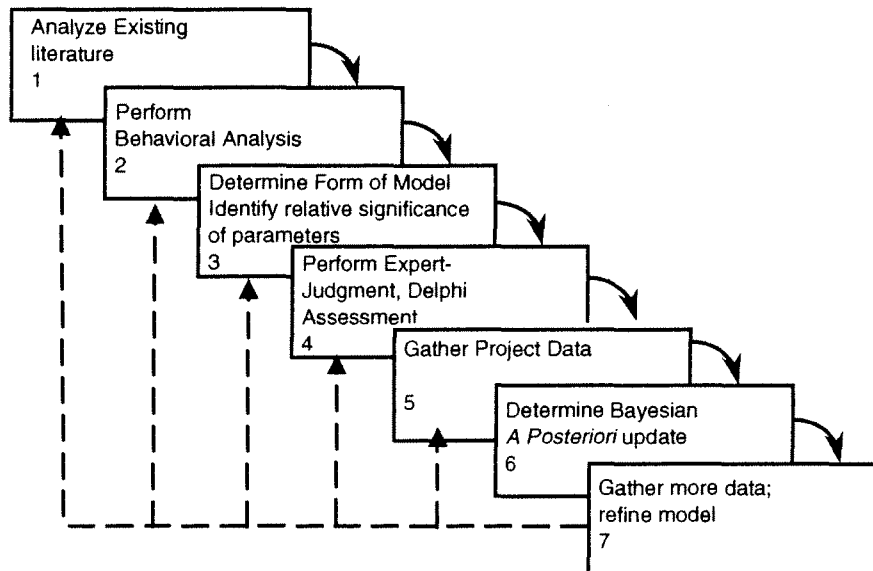 Analyze Existing
literature
1
Perform
Behavioral Analysis
2
Determine Form of Model
Identify relative significance
of parameters
3
Perform Expert-
Judgment, Delphi
Assessment
4
Gather Project Data
5
Determine Bayesian
A Posteriori update
6
Gather more data;
refine model
7